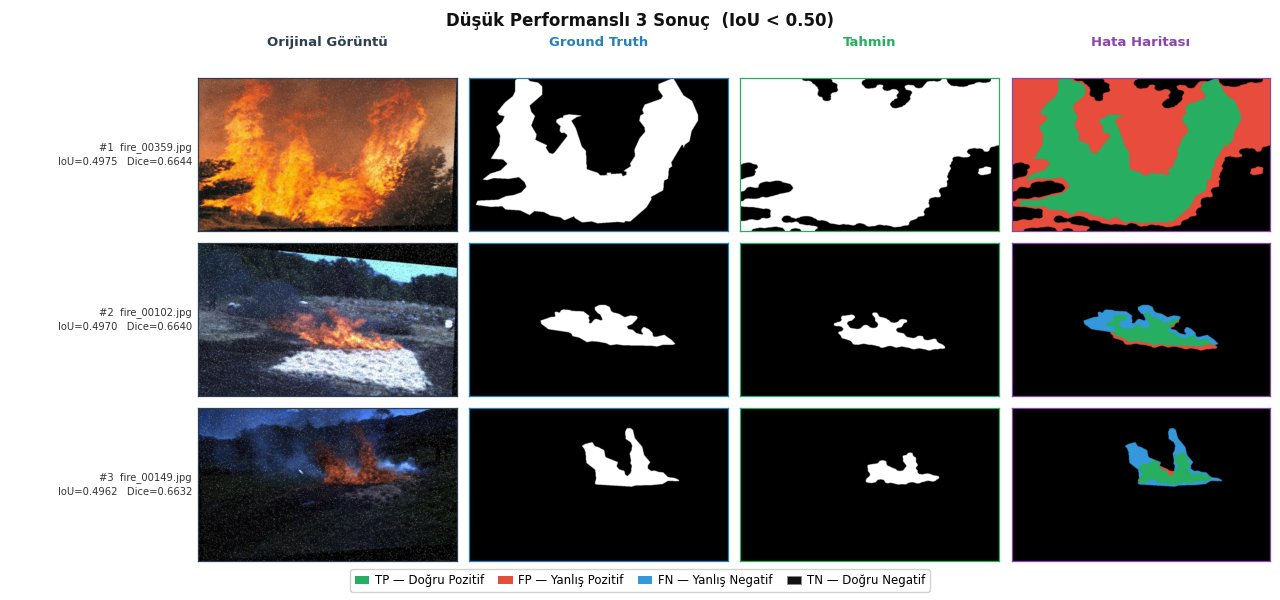 Düşük Performanslı 3 Sonuç (IoU < 0.50)
Orijinal Görüntü
Ground Truth
Tahmin
Hata Haritası
#1 fire_00359.jpg
IoU=0.4975 Dice=0.6644
#2 fire_00102.jpg
IoU=0.4970 Dice=0.6640
#3 fire_00149.jpg
IoU=0.4962 Dice=0.6632
TP — Doğru Pozitif
FP — Yanlış Pozitif
FN — Yanlış Negatif
TN — Doğru Negatif